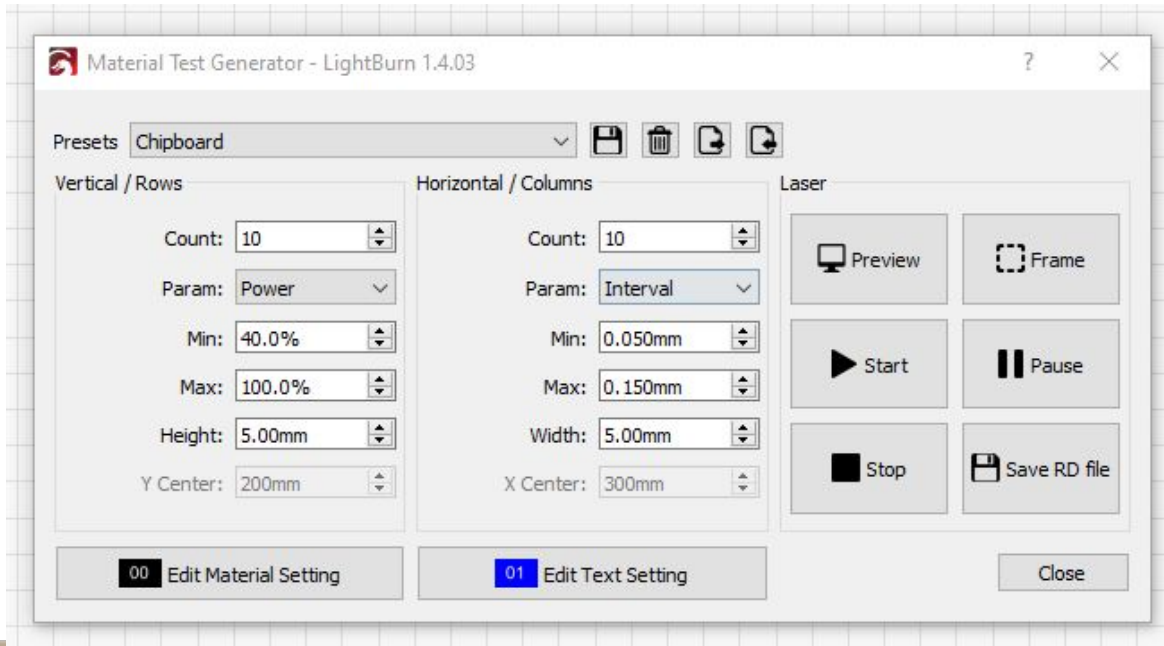 Material Test Generator - LightBurn 1.4.03
?
Presets Chipboard
Vertical / Rows
Count: 10
Param: Power
Min: 40.0%
Max: 100.0%
Height: 5.00mm
Y Center: 200mm
Horizontal / Columns
Count: 10
Param: Interval
Min: 0.050mm
Max: 0.150mm
Width: 5.00mm
X Center: 300mm
Laser
Preview
Frame
Start
Pause
Stop
Save RD file
00 Edit Material Setting
01 Edit Text Setting
Close